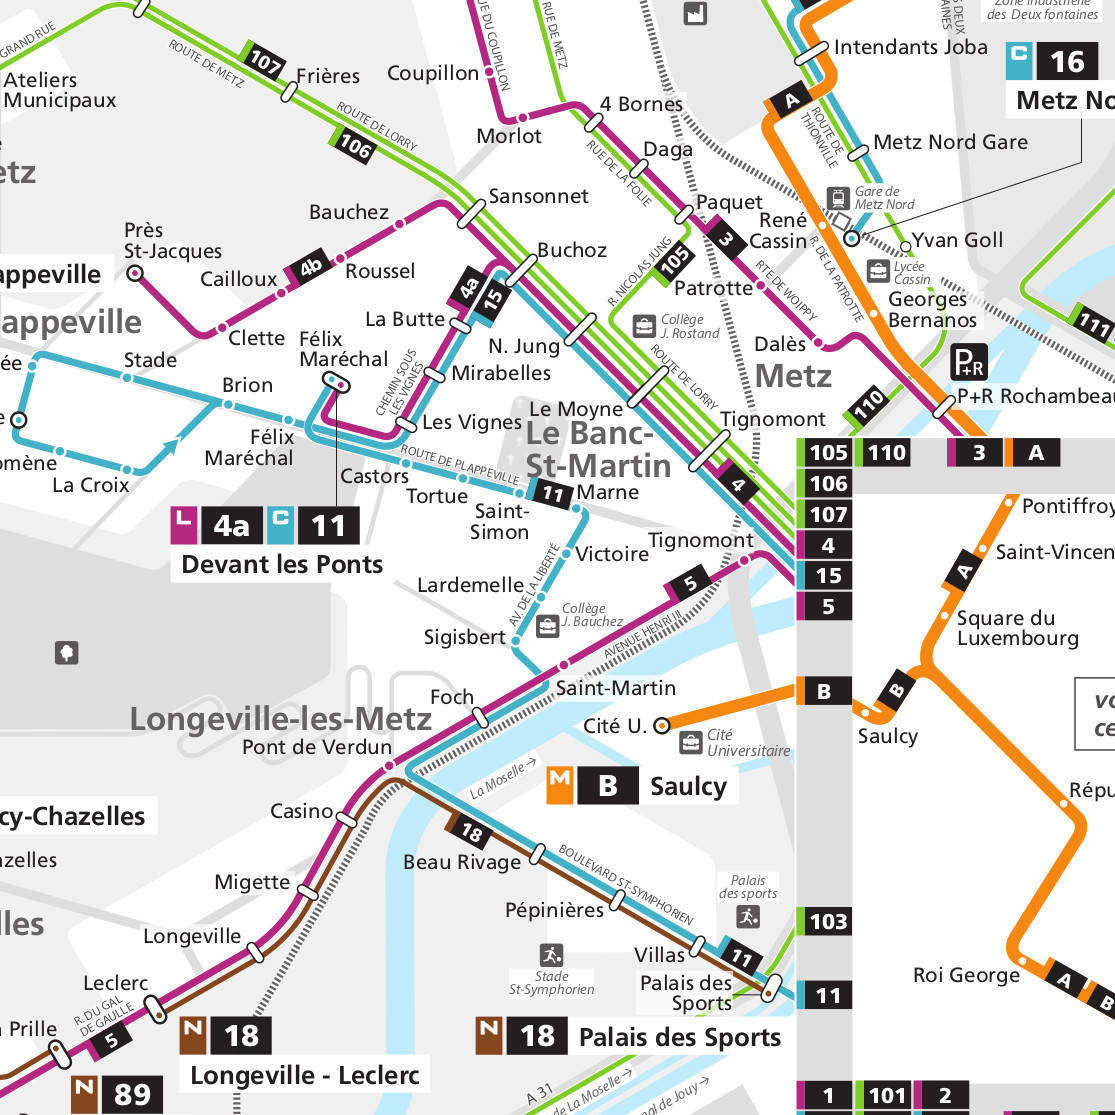 Zone industrielle
des Deux fontaines
GRAND RUE
ROUTE DE METZ
107
Frières
Ateliers
Municipaux
ROUTE DE LORRY
106
etz
Coupillon
RUE DU COUPILLON
RUE DE METZ
Morlot
4 Bornes
Daga
RUE DE LA FOLIE
Paquet
3
Intendants Joba
C 16
Metz No
A
ROUTE DE
THIONVILLE
Metz Nord Gare
Gare de
Metz Nord
René
Cassin
Yvan Goll
R. DE LA PATROTTE
Lycée
Cassin
Georges
Bernanos
111
Sansonnet
Bauchez
Près
St-Jacques
4b
Roussel
Cailloux
Clette
appeville
lappeville
Buchoz
4a
15
105
R. NICOLAS JUNG
Patrotte
RTE DE WOIPPY
Collège
J. Rostand
Dalès
Metz
P+R
P+R Rochambeau
110
La Butte
Félix
Maréchal
N. Jung
CHEMIN SOUS
LES VIGNES
Mirabelles
ROUTE DE LORRY
Stade
Brion
Le Moyne
Les Vignes
Le Banc-
St-Martin
Tignomont
Félix
Maréchal
ROUTE DE PLAPPEVILLE
La Croix
Castors
Tortue
Saint-
Simon
11
Marne
4
L 4a C 11
Devant les Ponts
105 110 3 A
106
107
4
15
5
Tignomont
Victoire
5
AV. DE LA LIBERTÉ
Lardemelle
Collège
J. Bauchez
Sigisbert
AVENUE HENRI II
Saint-Martin
Foch
Longeville-les-Metz
Pont de Verdun
Cité U.
Cité
Universitaire
La Moselle
M B Saulcy
B
B
Saulcy
Pontiffroy
Saint-Vincen
A
Square du
Luxembourg
vo
ce
Répu
cy-Chazelles
azelles
lles
Casino
18
Beau Rivage
Migette
Pépinières
BOULEVARD ST-SYMPHORIEN
Palais
des sports
103
Longeville
Villas
11
Stade
St-Symphorien
Palais des
Sports
11
Roi George
A
B
Leclerc
R. DU GAL
DE GAULLE
5
Prille
N 18
Longeville - Leclerc
N 18 Palais des Sports
N 89
A 31
de La Moselle
nal de Jouy
1 101 2